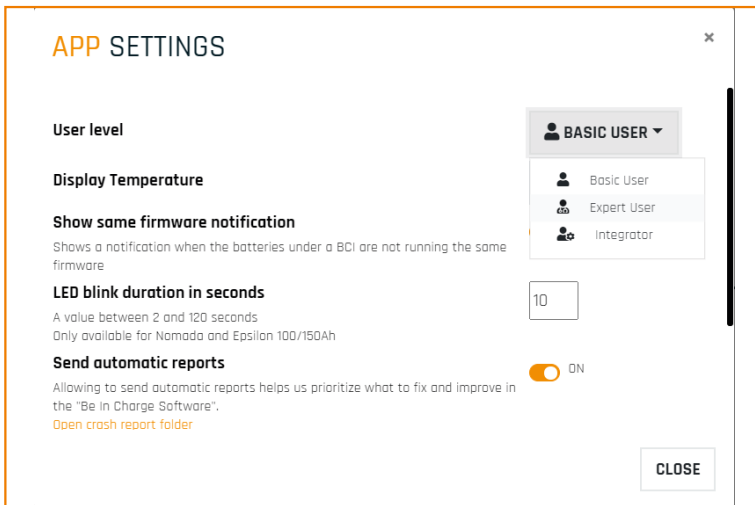 APP SETTINGS
×
User level
BASIC USER
Basic User
Expert User
Integrator
Display Temperature
Show same firmware notification
Shows a notification when the batteries under a BCI are not running the same
firmware
LED blink duration in seconds
10
A value between 2 and 120 seconds
Only available for Nomada and Epsilon 100/150Ah
Send automatic reports
ON
Allowing to send automatic reports helps us prioritize what to fix and improve in
the "Be In Charge Software".
Open crash report folder
CLOSE